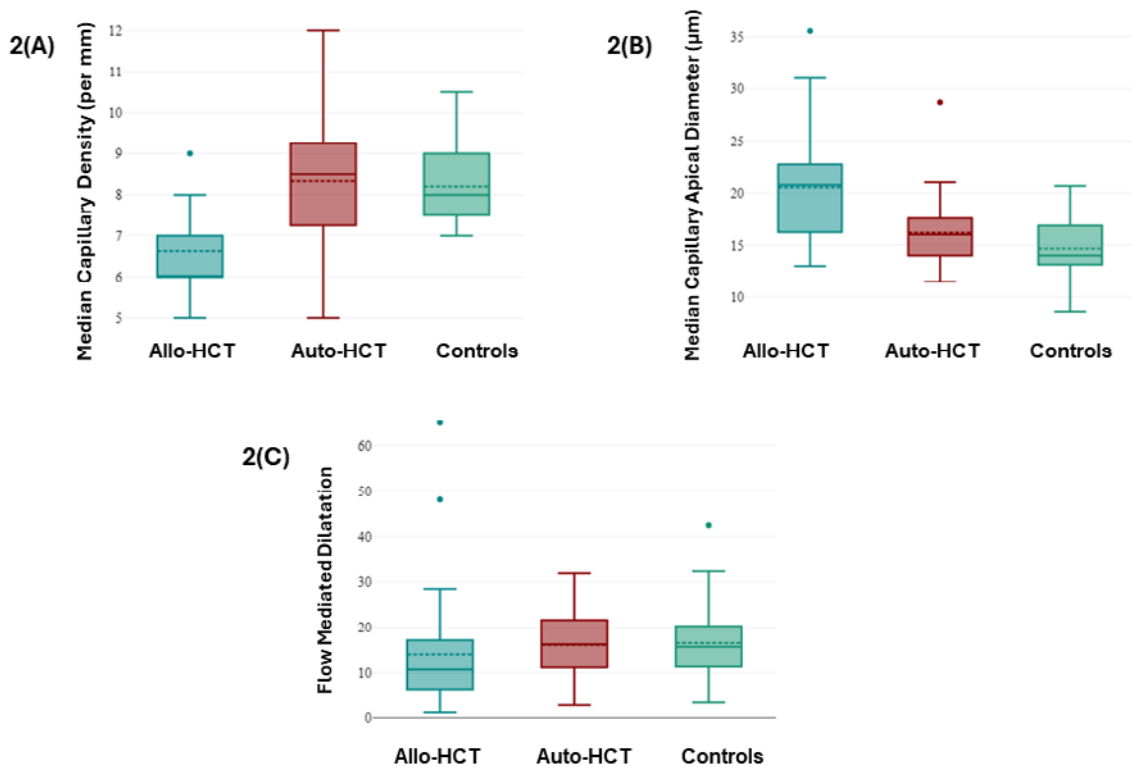 2(A)
Median Capillary Density (per mm)
12
11
10
9
8
7
6
5
Allo-HCT Auto-HCT Controls
2(B)
Median Capillary Apical Diameter (µm)
35
30
25
20
15
10
Allo-HCT Auto-HCT Controls
2(C)
Flow Mediated Dilatation
60
50
40
30
20
10
0
Allo-HCT Auto-HCT Controls